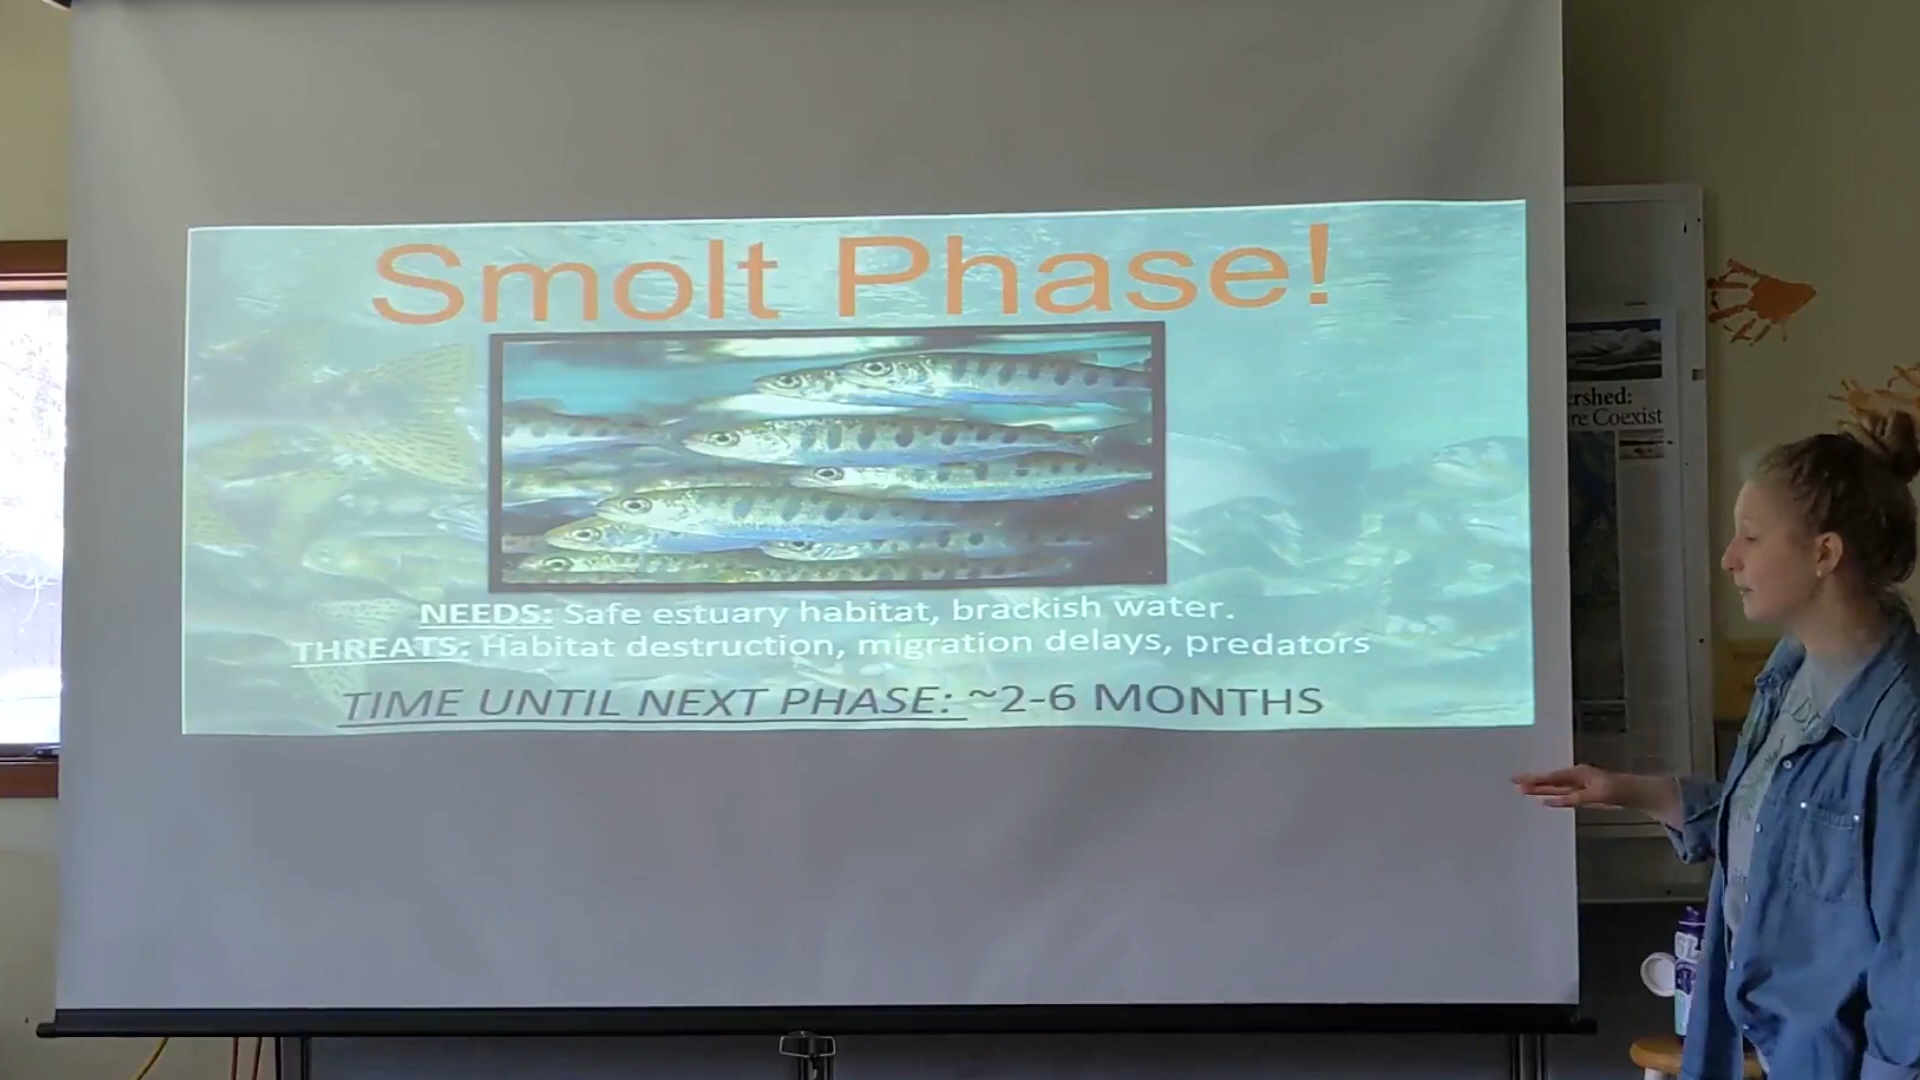 Smolt Phase!
NEEDS: Safe estuary habitat, brackish water.
THREATS: Habitat destruction, migration delays, predators
TIME UNTIL NEXT PHASE: ~2-6 MONTHS
ershed:
re Coexist